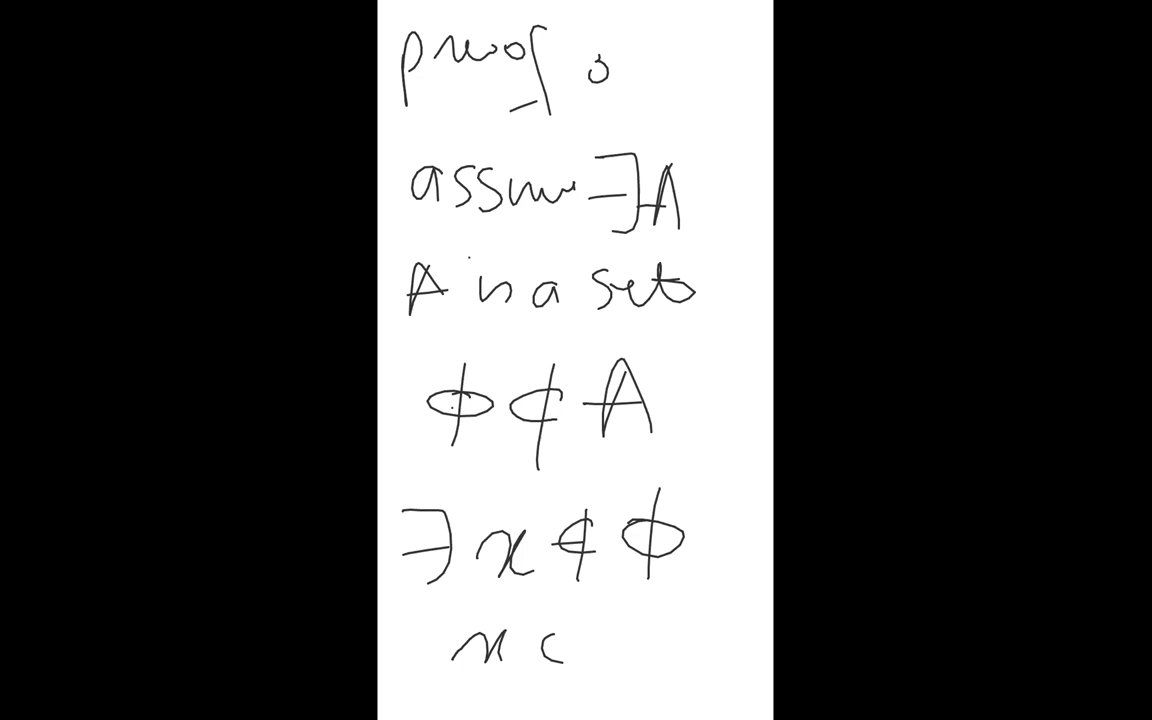 proof :
assume ∃A
A is a set
ϕ ⊄ A
∃ x ∉ ϕ
x c